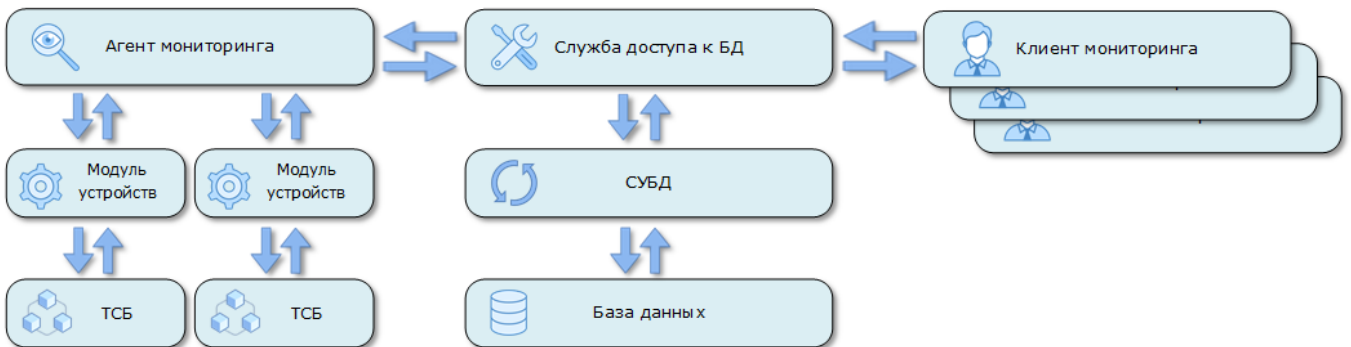 Агент мониторинга
Служба доступа к БД
Клиент мониторинга
Модуль
устройств
Модуль
устройств
СУБД
ТСБ
ТСБ
База данных